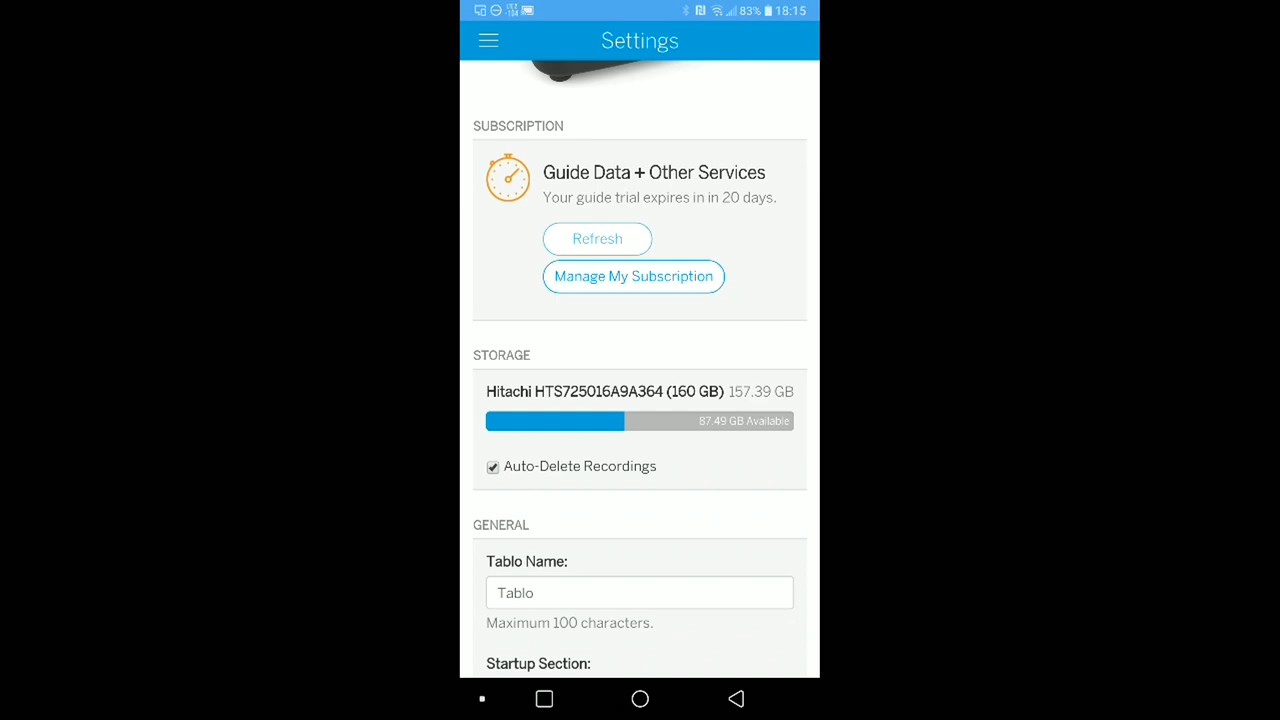 83% 18:15
Settings
SUBSCRIPTION
Guide Data + Other Services
Your guide trial expires in in 20 days.
Refresh
Manage My Subscription
STORAGE
Hitachi HTS725016A9A364 (160 GB) 157.39 GB
87.49 GB Available
Auto-Delete Recordings
GENERAL
Tablo Name:
Tablo
Maximum 100 characters.
Startup Section: